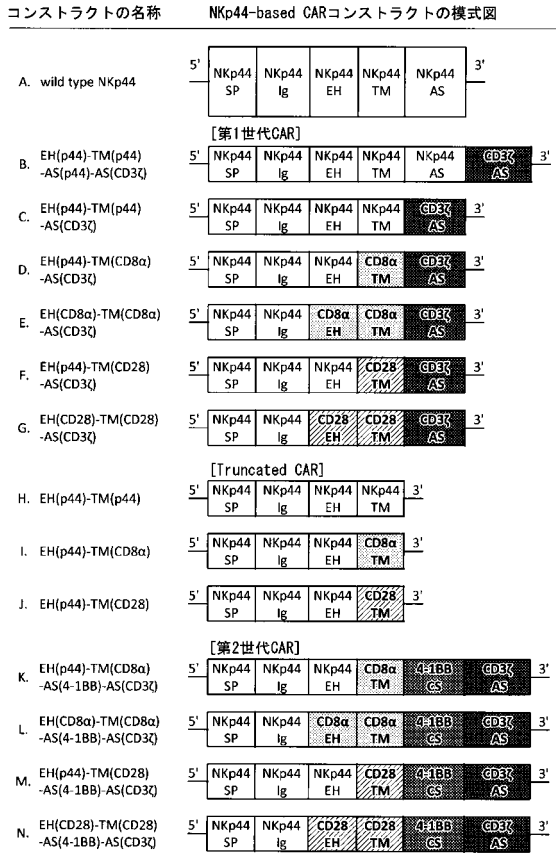 コンストラクトの名称 NKp44-based CARコンストラクトの模式図
A. wild type NKp44
5' NKp44 NKp44 NKp44 NKp44 NKp44 3'
SP Ig EH TM AS
[第1世代CAR]
B. EH(p44)-TM(p44)
-AS(p44)-AS(CD3ζ)
5' NKp44 NKp44 NKp44 NKp44 NKp44 CD3ζ 3'
SP Ig EH TM AS AS
C. EH(p44)-TM(p44)
-AS(CD3ζ)
5' NKp44 NKp44 NKp44 NKp44 CD3ζ 3'
SP Ig EH TM AS
D. EH(p44)-TM(CD8α)
-AS(CD3ζ)
5' NKp44 NKp44 NKp44 CD8α CD3ζ 3'
SP Ig EH TM AS
E. EH(CD8α)-TM(CD8α)
-AS(CD3ζ)
5' NKp44 NKp44 CD8α CD8α CD3ζ 3'
SP Ig EH TM AS
F. EH(p44)-TM(CD28)
-AS(CD3ζ)
5' NKp44 NKp44 NKp44 CD28 CD3ζ 3'
SP Ig EH TM AS
G. EH(CD28)-TM(CD28)
-AS(CD3ζ)
5' NKp44 NKp44 CD28 CD28 CD3ζ 3'
SP Ig EH TM AS
[Truncated CAR]
H. EH(p44)-TM(p44)
5' NKp44 NKp44 NKp44 NKp44 3'
SP Ig EH TM
I. EH(p44)-TM(CD8α)
5' NKp44 NKp44 NKp44 CD8α 3'
SP Ig EH TM
J. EH(p44)-TM(CD28)
5' NKp44 NKp44 NKp44 CD28 3'
SP Ig EH TM
[第2世代CAR]
K. EH(p44)-TM(CD8α)
-AS(4-1BB)-AS(CD3ζ)
5' NKp44 NKp44 NKp44 CD8α 4-1BB CD3ζ 3'
SP Ig EH TM CS AS
L. EH(CD8α)-TM(CD8α)
-AS(4-1BB)-AS(CD3ζ)
5' NKp44 NKp44 CD8α CD8α 4-1BB CD3ζ 3'
SP Ig EH TM CS AS
M. EH(p44)-TM(CD28)
-AS(4-1BB)-AS(CD3ζ)
5' NKp44 NKp44 NKp44 CD28 4-1BB CD3ζ 3'
SP Ig EH TM CS AS
N. EH(CD28)-TM(CD28)
-AS(4-1BB)-AS(CD3ζ)
5' NKp44 NKp44 CD28 CD28 4-1BB CD3ζ 3'
SP Ig EH TM CS AS